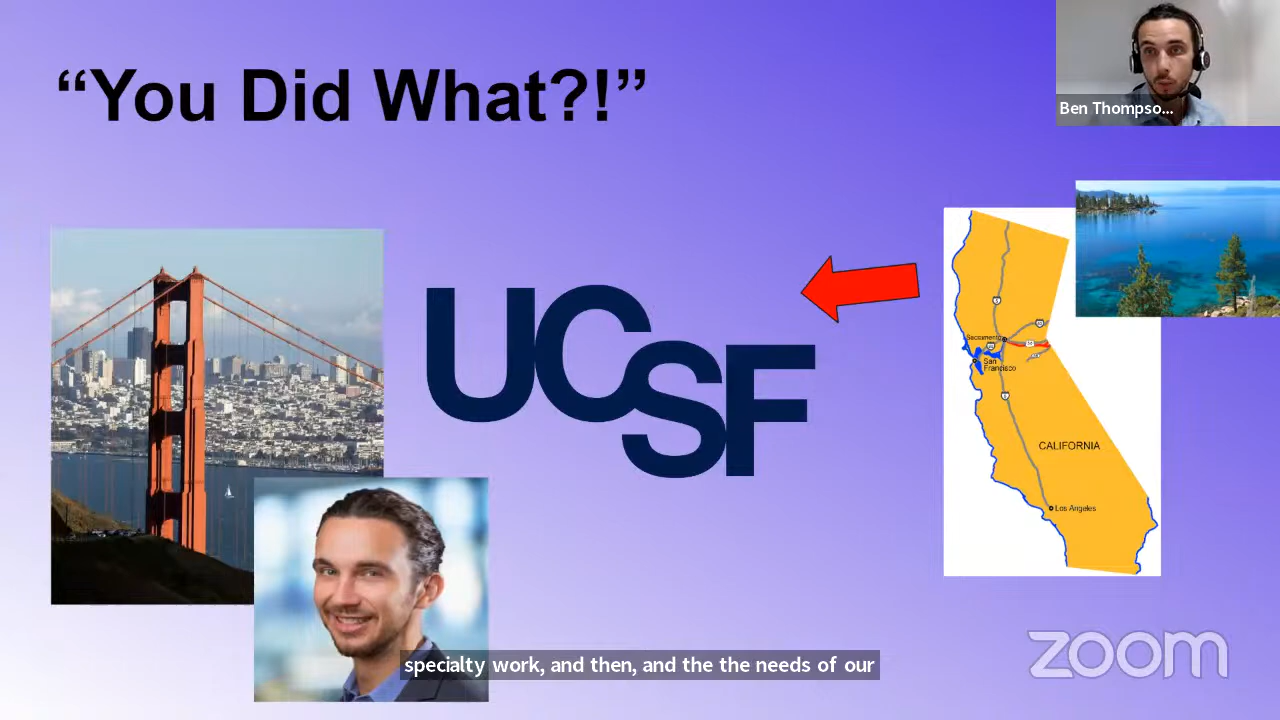 “You Did What?!”
Ben Thompso...
UCSF
Sacramento
San
Francisco
CALIFORNIA
Los Angeles
specialty work, and then, and the the needs of our
zoom